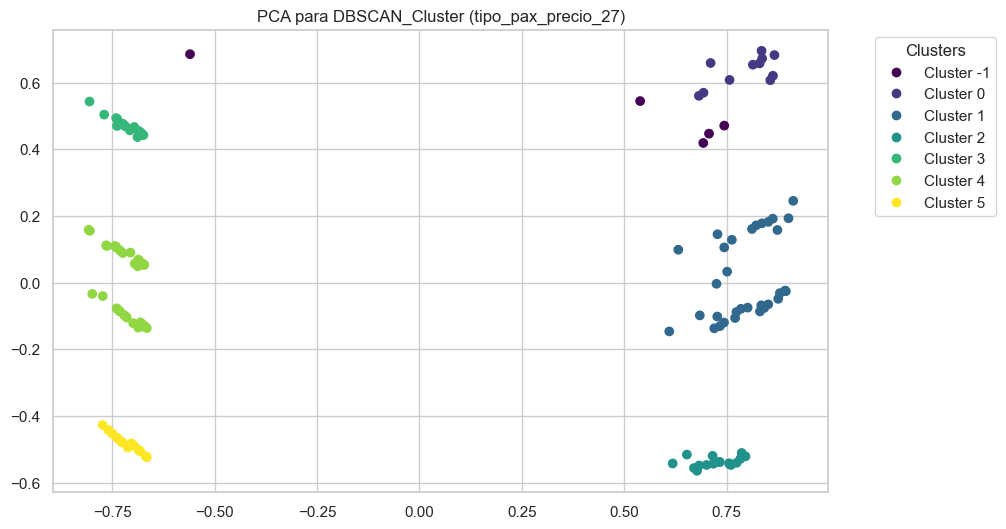 PCA para DBSCAN_Cluster (tipo_pax_precio_27)
Clusters
Cluster -1
Cluster 0
Cluster 1
Cluster 2
Cluster 3
Cluster 4
Cluster 5
0.6
0.4
0.2
0.0
−0.2
−0.4
−0.6
−0.75
−0.50
−0.25
0.00
0.25
0.50
0.75